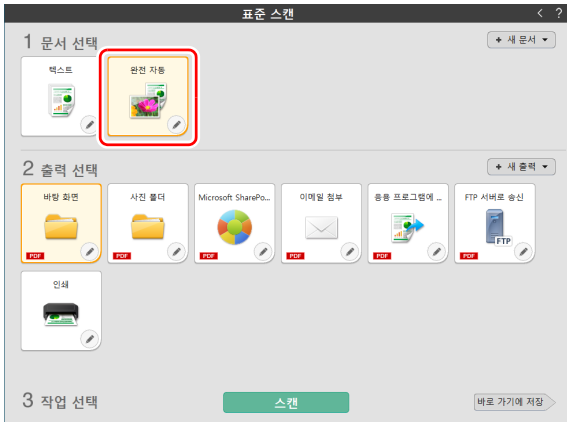 표준 스캔
< ?
1 문서 선택
+ 새 문서
텍스트
완전 자동
2 출력 선택
+ 새 출력
바탕 화면
사진 폴더
Microsoft SharePo...
이메일 첨부
응용 프로그램에 ...
FTP 서버로 송신
PDF
PDF
PDF
PDF
PDF
FTP
PDF
인쇄
3 작업 선택
스캔
바로 가기에 저장